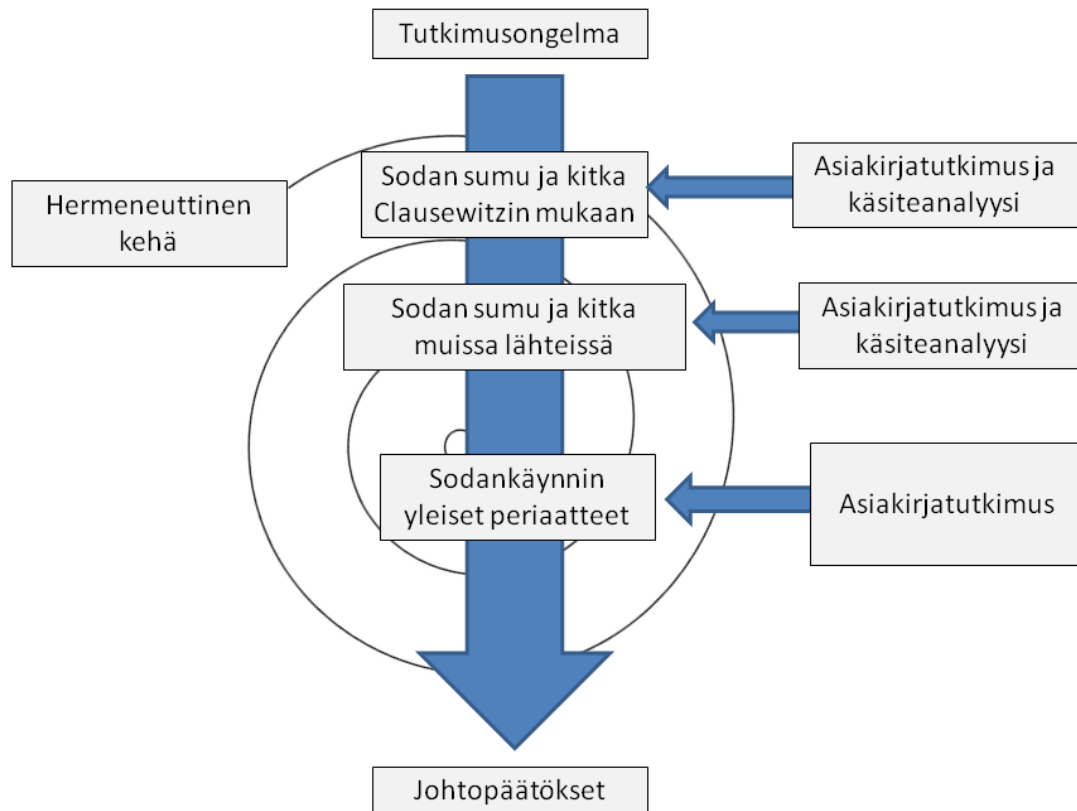 Tutkimusongelma
Sodan sumu ja kitka
Clausewitzin mukaan
Asiakirjatutkimus ja
käsiteanalyysi
Hermeneuttinen
kehä
Sodan sumu ja kitka
muissa lähteissä
Asiakirjatutkimus ja
käsiteanalyysi
Sodankäynnin
yleiset periaatteet
Asiakirjatutkimus
Johtopäätökset